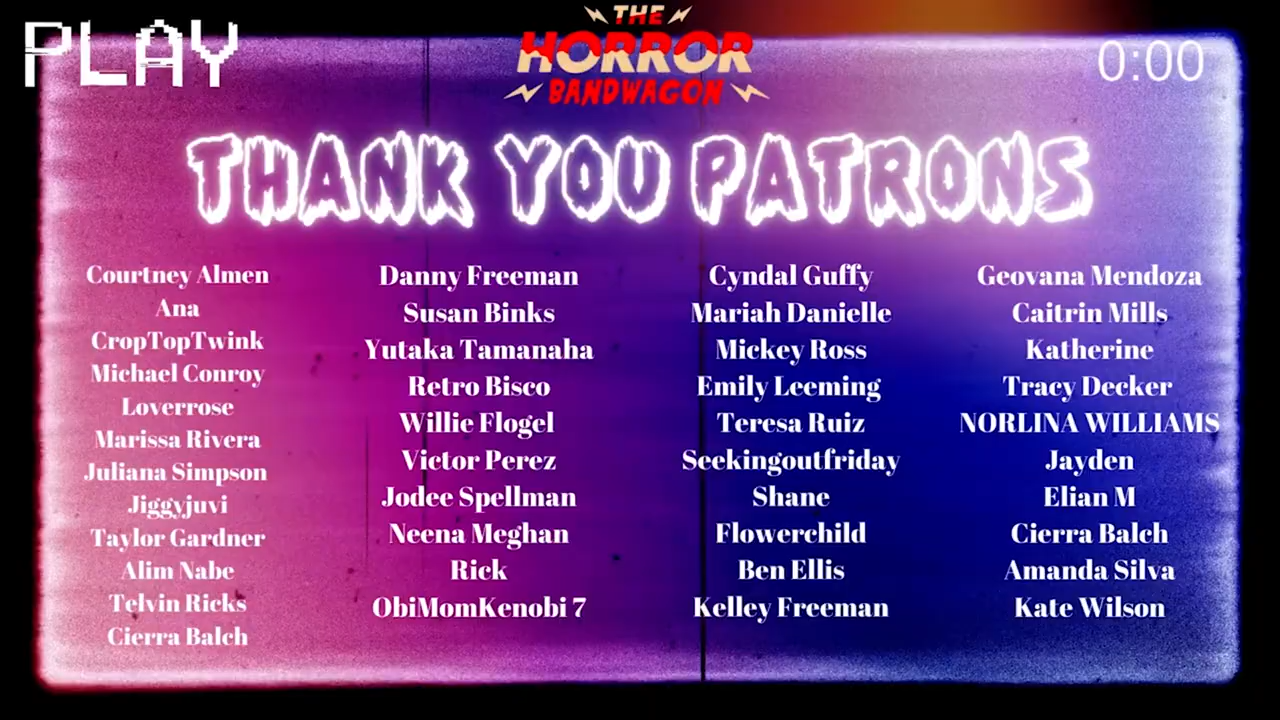 PLAY
THE
HORROR
BANDWAGON
0:00
THANK YOU PATRONS
Courtney Almen
Ana
CropTopTwink
Michael Conroy
Loverrose
Marissa Rivera
Juliana Simpson
Jiggyjuvi
Taylor Gardner
Alim Nabe
Telvin Ricks
Cierra Balch
Danny Freeman
Susan Binks
Yutaka Tamanaha
Retro Bisco
Willie Flogel
Victor Perez
Jodee Spellman
Neena Meghan
Rick
ObiMomKenobi 7
Cyndal Guffy
Mariah Danielle
Mickey Ross
Emily Leeming
Teresa Ruiz
Seekingoutfriday
Shane
Flowerchild
Ben Ellis
Kelley Freeman
Geovana Mendoza
Caitrin Mills
Katherine
Tracy Decker
NORLINA WILLIAMS
Jayden
Elian M
Cierra Balch
Amanda Silva
Kate Wilson